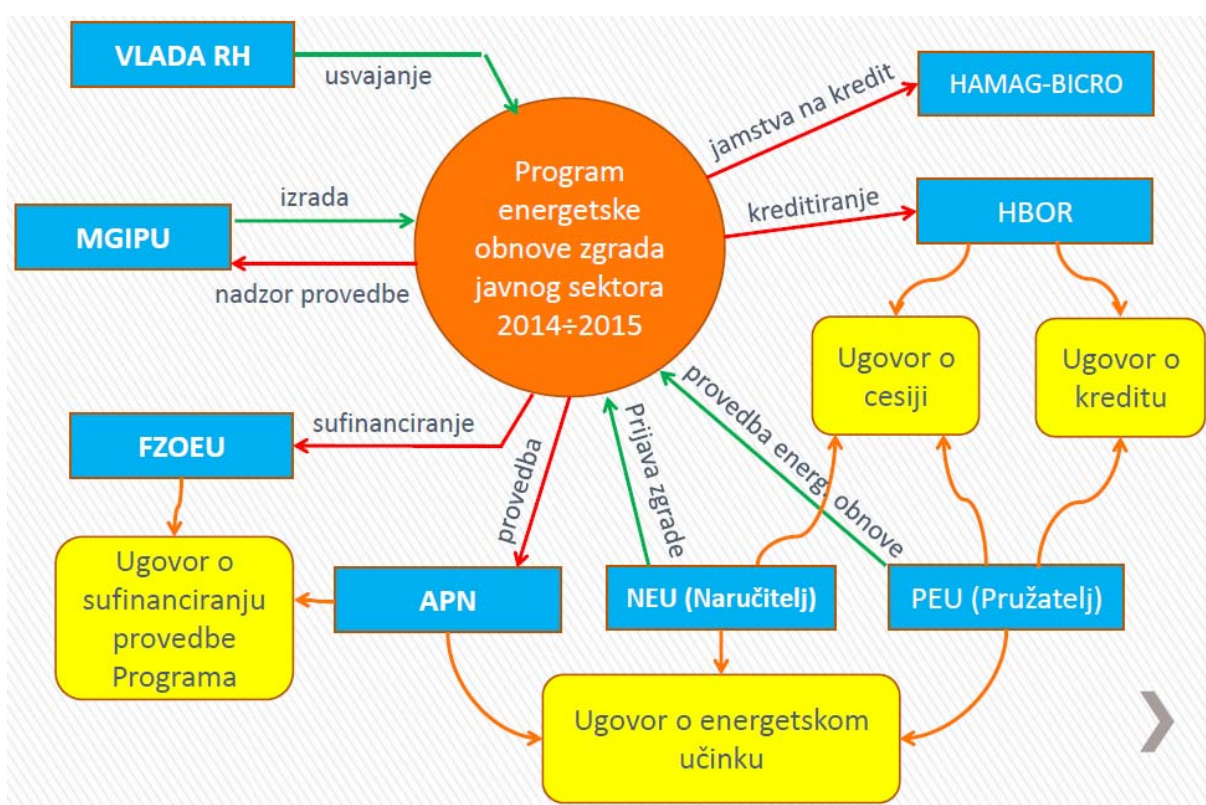 VLADA RH
usvajanje
HAMAG-BICRO
jamstva na kredit
Program
energetske
obnove zgrada
javnog sektora
2014÷2015
izrada
MGIPU
nadzor provedbe
kreditiranje
HBOR
Ugovor o
cesiji
Ugovor o
kreditu
sufinanciranje
FZOEU
provedba
Prijava zgrade
provedba energ. obnove
Ugovor o
sufinanciranju
provedbe
Programa
APN
NEU (Naručitelj)
PEU (Pružatelj)
Ugovor o energetskom
učinku